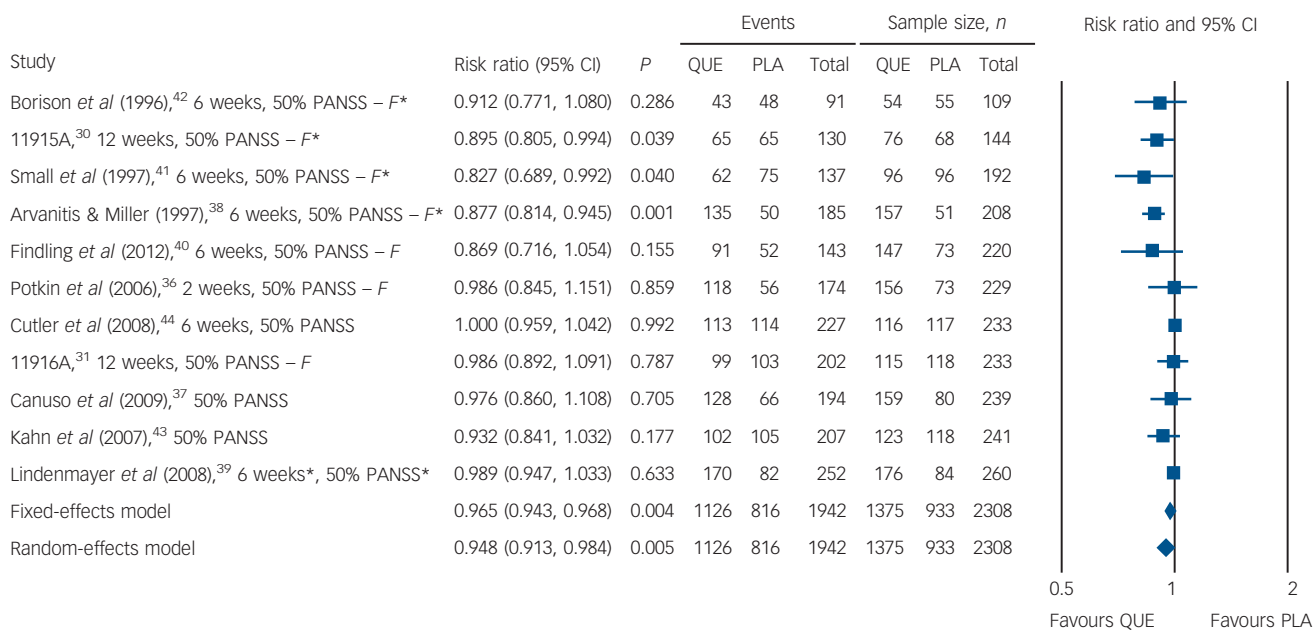 Events Sample size, n Risk ratio and 95% CI
Study Risk ratio (95% CI) P QUE PLA Total QUE PLA Total
Borison et al (1996),42 6 weeks, 50% PANSS – F* 0.912 (0.771, 1.080) 0.286 43 48 91 54 55 109
11915A,30 12 weeks, 50% PANSS – F* 0.895 (0.805, 0.994) 0.039 65 65 130 76 68 144
Small et al (1997),41 6 weeks, 50% PANSS – F* 0.827 (0.689, 0.992) 0.040 62 75 137 96 96 192
Arvanitis & Miller (1997),38 6 weeks, 50% PANSS – F* 0.877 (0.814, 0.945) 0.001 135 50 185 157 51 208
Findling et al (2012),40 6 weeks, 50% PANSS – F 0.869 (0.716, 1.054) 0.155 91 52 143 147 73 220
Potkin et al (2006),36 2 weeks, 50% PANSS – F 0.986 (0.845, 1.151) 0.859 118 56 174 156 73 229
Cutler et al (2008),44 6 weeks, 50% PANSS 1.000 (0.959, 1.042) 0.992 113 114 227 116 117 233
11916A,31 12 weeks, 50% PANSS – F 0.986 (0.892, 1.091) 0.787 99 103 202 115 118 233
Canuso et al (2009),37 50% PANSS 0.976 (0.860, 1.108) 0.705 128 66 194 159 80 239
Kahn et al (2007),43 50% PANSS 0.932 (0.841, 1.032) 0.177 102 105 207 123 118 241
Lindenmayer et al (2008),39 6 weeks*, 50% PANSS* 0.989 (0.947, 1.033) 0.633 170 82 252 176 84 260
Fixed-effects model 0.965 (0.943, 0.968) 0.004 1126 816 1942 1375 933 2308
Random-effects model 0.948 (0.913, 0.984) 0.005 1126 816 1942 1375 933 2308
0.5 1 2
Favours QUE Favours PLA